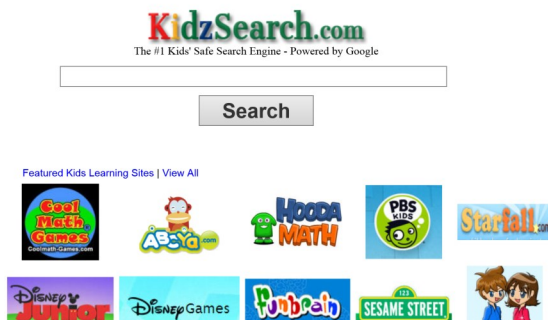 KidzSearch.com
The #1 Kids' Safe Search Engine - Powered by Google
Search
Featured Kids Learning Sites | View All
Cool
Math
Games
Coolmath-Games.com
ABCYa.com
HOODA
MATH
PBS
KIDS
Starfall.com
DISNEY
Junior
DISNEY Games
Funbrain
123
SESAME STREET